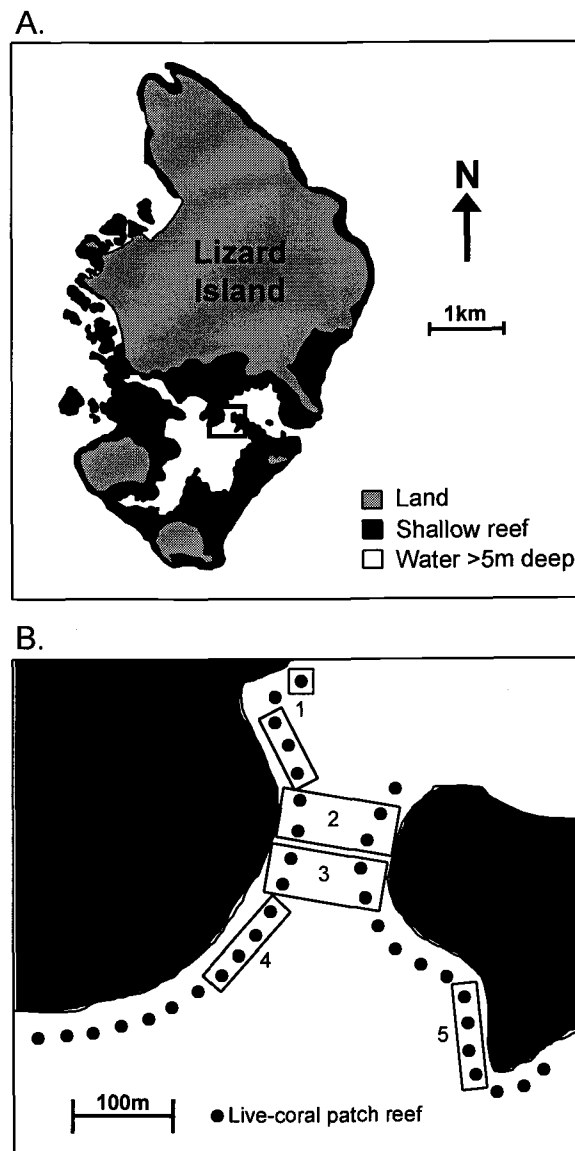 A.
N
Lizard
Island
1km
Land
Shallow reef
Water >5m deep
B.
1
2
3
4
5
100m
Live-coral patch reef